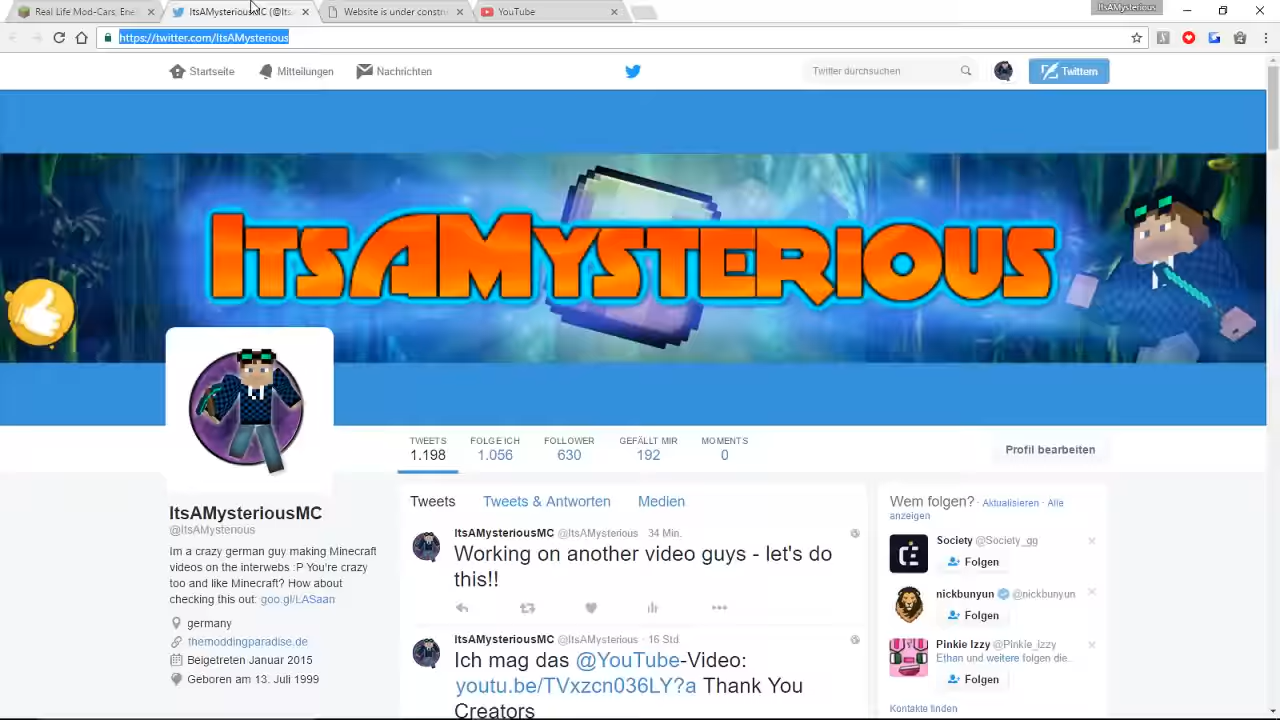 Real Life Mod-Cars, Ene
ItsAMysteriousMC (@Its
Website is under constru
YouTube
ItsAMysterious
https://twitter.com/ItsAMysterious
Startseite
Mitteilungen
Nachrichten
Twitter durchsuchen
Twittern
ItsAMysterious
TWEETS
1.198
FOLGE ICH
1.056
FOLLOWER
630
GEFÄLLT MIR
192
MOMENTS
0
Profil bearbeiten
ItsAMysteriousMC
@ItsAMysterious
Im a crazy german guy making Minecraft
videos on the interwebs :P You're crazy
too and like Minecraft? How about
checking this out: goo.gl/LASaan
germany
themoddingparadise.de
Beigetreten Januar 2015
Geboren am 13. Juli 1999
Tweets
Tweets & Antworten
Medien
ItsAMysteriousMC @ItsAMysterious · 34 Min.
Working on another video guys - let's do
this!!
ItsAMysteriousMC @ItsAMysterious · 16 Std.
Ich mag das @YouTube-Video:
youtu.be/TVxzcn036LY?a Thank You
Creators
Wem folgen? · Aktualisieren · Alle
anzeigen
Society @Society_gg
Folgen
nickbunyun @nickbunyun
Folgen
Pinkie Izzy @Pinkie_izzy
Ethan und weitere folgen die..
Folgen
Kontakte finden